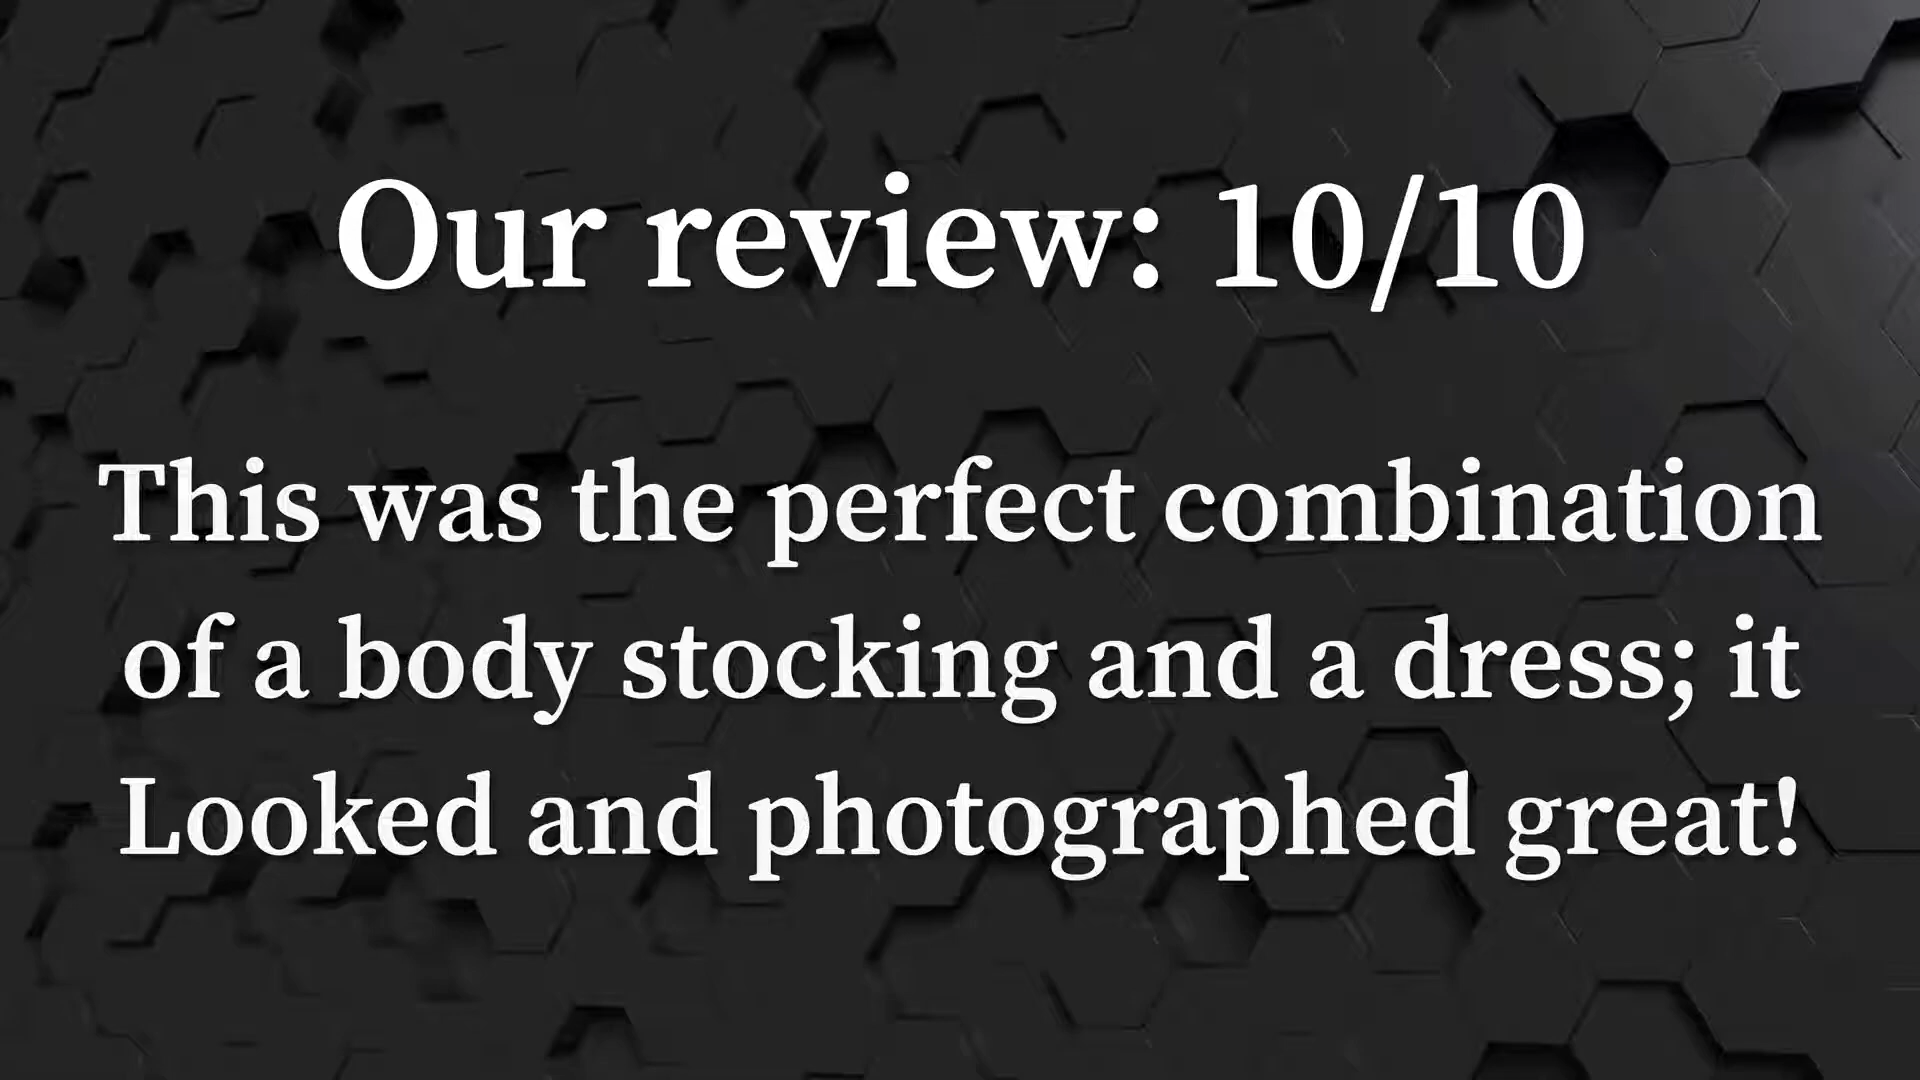 Our review: 10/10
This was the perfect combination
of a body stocking and a dress; it
Looked and photographed great!